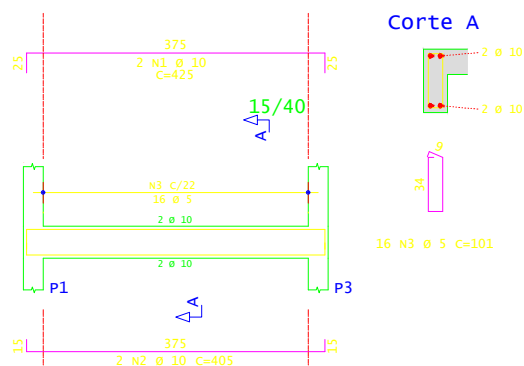 Corte A
375
25
2 N1 Ø 10
C=425
25
2 Ø 10
15/40
A
2 Ø 10
9
34
N3 C/22
16 Ø 5
2 Ø 10
16 N3 Ø 5 C=101
2 Ø 10
P1
P3
A
15
375
15
2 N2 Ø 10 C=405